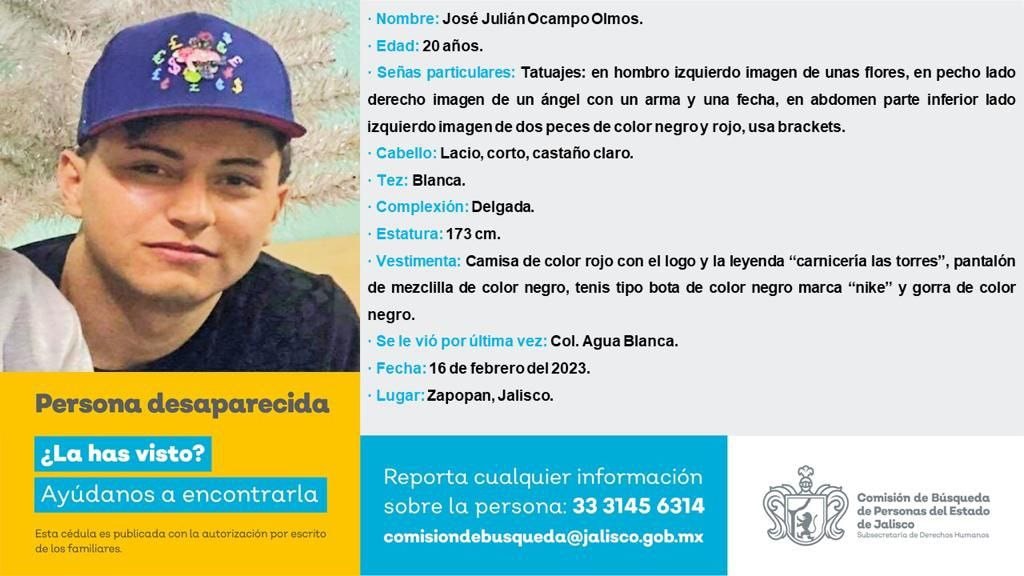 · Nombre: José Julián Ocampo Olmos.
· Edad: 20 años.
· Señas particulares: Tatuajes: en hombro izquierdo imagen de unas flores, en pecho lado
derecho imagen de un ángel con un arma y una fecha, en abdomen parte inferior lado
izquierdo imagen de dos peces de color negro y rojo, usa brackets.
· Cabello: Lacio, corto, castaño claro.
· Tez: Blanca.
· Complexión: Delgada.
· Estatura: 173 cm.
· Vestimenta: Camisa de color rojo con el logo y la leyenda “carnicería las torres”, pantalón
de mezclilla de color negro, tenis tipo bota de color negro marca “nike” y gorra de color
negro.
· Se le vió por última vez: Col. Agua Blanca.
· Fecha: 16 de febrero del 2023.
· Lugar: Zapopan, Jalisco.
Persona desaparecida
¿La has visto?
Ayúdanos a encontrarla
Esta cédula es publicada con la autorización por escrito
de los familiares.
Reporta cualquier información
sobre la persona: 33 3145 6314
comisiondebusqueda@jalisco.gob.mx
Comisión de Búsqueda
de Personas del Estado
de Jalisco
Subsecretaría de Derechos Humanos